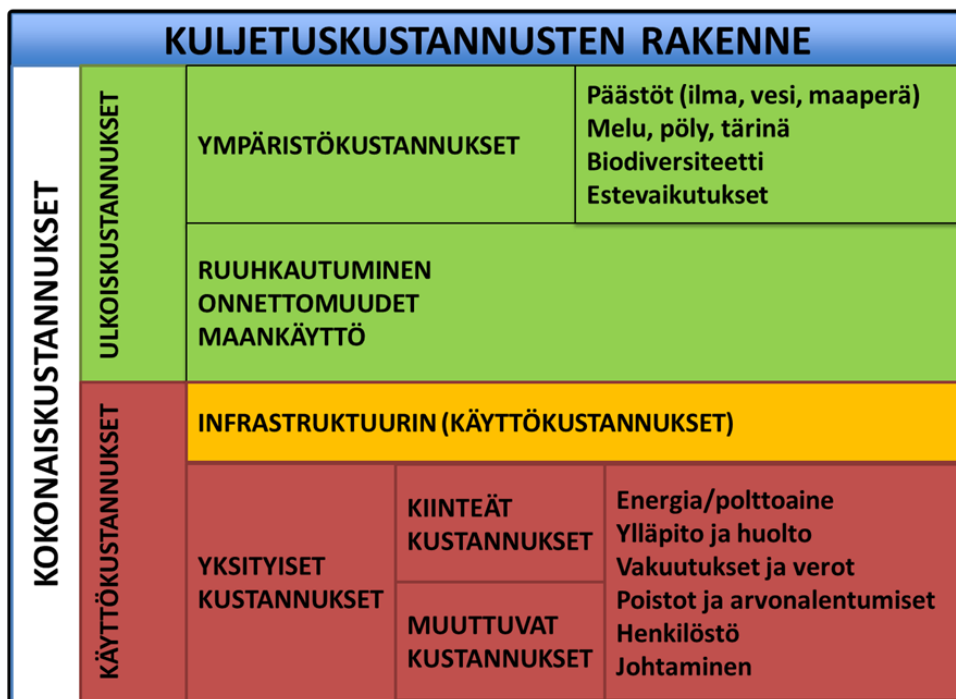 KULJETUSKUSTANNUSTEN RAKENNE
KOKONAISKUSTANNUKSET
ULKOISKUSTANNUKSET
YMPÄRISTÖKUSTANNUKSET
Päästöt (ilma, vesi, maaperä)
Melu, pöly, tärinä
Biodiversiteetti
Estevaikutukset
RUUHKAUTUMINEN
ONNETTOMUUDET
MAANKÄYTTÖ
KÄYTTÖKUSTANNUKSET
INFRASTRUKTUURIN (KÄYTTÖKUSTANNUKSET)
YKSITYISET
KUSTANNUKSET
KIINTEÄT
KUSTANNUKSET
MUUTTUVAT
KUSTANNUKSET
Energia/polttoaine
Ylläpito ja huolto
Vakuutukset ja verot
Poistot ja arvonalentumiset
Henkilöstö
Johtaminen